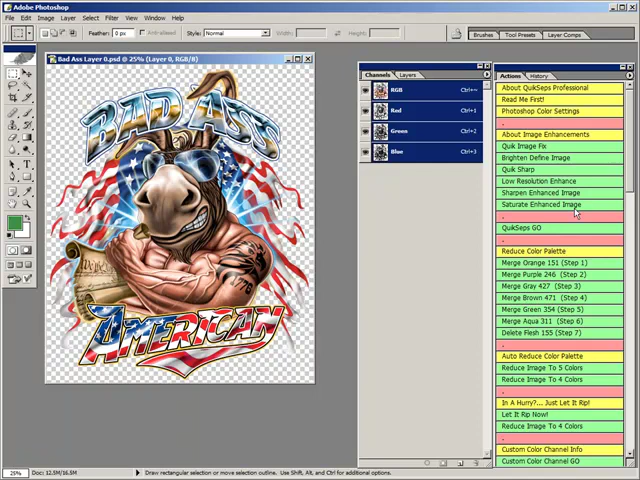 Adobe Photoshop
File Edit Image Layer Select Filter View Window Help
Feather: 0 px Anti-aliased Style: Normal Width: Height: Brushes Tool Presets Layer Comps
Bad Ass Layer 0.psd @ 25% (Layer 0, RGB/8)
BAD ASS
We the People
1776
AMERICAN
Channels Layers
RGB Ctrl+~
Red Ctrl+1
Green Ctrl+2
Blue Ctrl+3
Actions History
About QuikSeps Professional
Read Me First!
Photoshop Color Settings
.
About Image Enhancements
Quik Image Fix
Brighten Define Image
Quik Sharp
Low Resolution Enhance
Sharpen Enhanced Image
Saturate Enhanced Image
.
QuikSeps GO
.
Reduce Color Palette
Merge Orange 151 (Step 1)
Merge Purple 246 (Step 2)
Merge Gray 427 (Step 3)
Merge Brown 471 (Step 4)
Merge Green 354 (Step 5)
Merge Aqua 311 (Step 6)
Delete Flesh 155 (Step 7)
.
Auto Reduce Color Palette
Reduce Image To 5 Colors
Reduce Image To 4 Colors
.
In A Hurry?... Just Let It Rip!
Let It Rip Now!
Reduce Image To 4 Colors
.
Custom Color Channel Info
Custom Color Channel GO
25% Doc: 12.5M/16.5M Draw rectangular selection or move selection outline. Use Shift, Alt, and Ctrl for additional options.